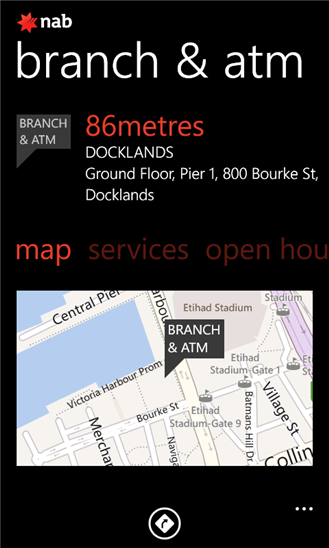 nab
branch & atm
BRANCH
& ATM
86metres
DOCKLANDS
Ground Floor, Pier 1, 800 Bourke St,
Docklands
map services open hou
Central Pier
Harbour
Etihad Stadium
Stadium
BRANCH
& ATM
Etihad
Stadium-Gate 1
Victoria Harbour Prom
Bourke St
Etihad
Stadium-Gate 9
Batmans Hill Dr
Village St
Merchan
Naviga
Collin